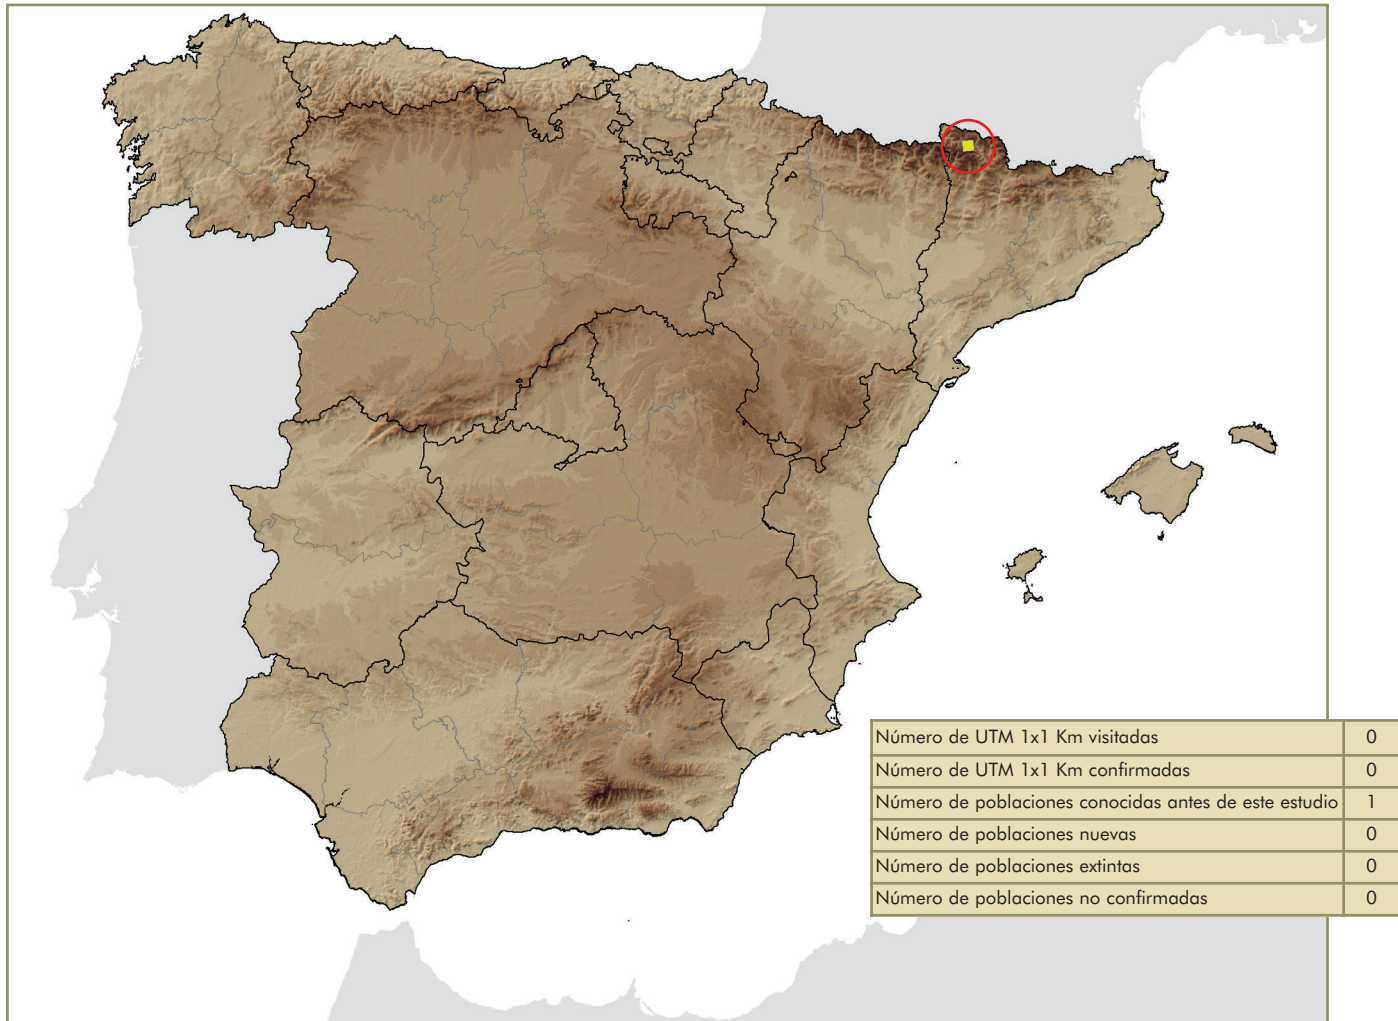 Número de UTM 1x1 Km visitadas 0
Número de UTM 1x1 Km confirmadas 0
Número de poblaciones conocidas antes de este estudio 1
Número de poblaciones nuevas 0
Número de poblaciones extintas 0
Número de poblaciones no confirmadas 0